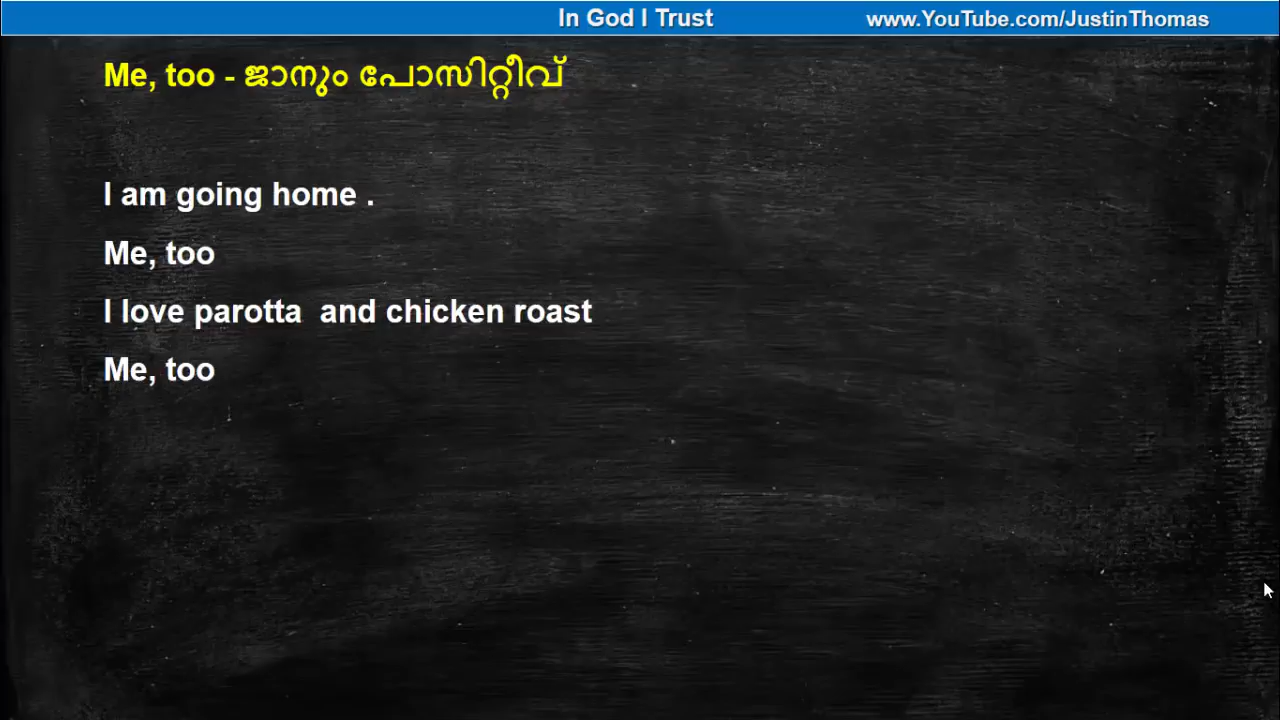 In God I Trust
www.YouTube.com/JustinThomas
Me, too - ജാനും പോസിറ്റീവ്
I am going home .
Me, too
I love parotta  and chicken roast
Me, too